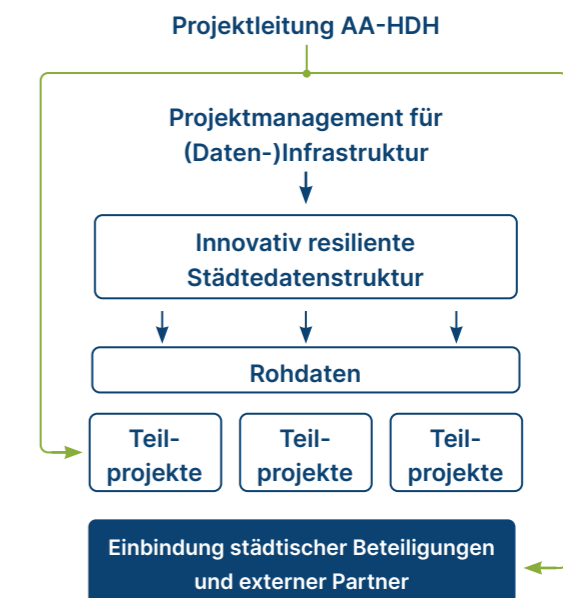 Projektleitung AA-HDH
Projektmanagement für
(Daten-)Infrastruktur
Innovativ resiliente
Städtedatenstruktur
Rohdaten
Teil-
projekte
Teil-
projekte
Teil-
projekte
Einbindung städtischer Beteiligungen
und externer Partner